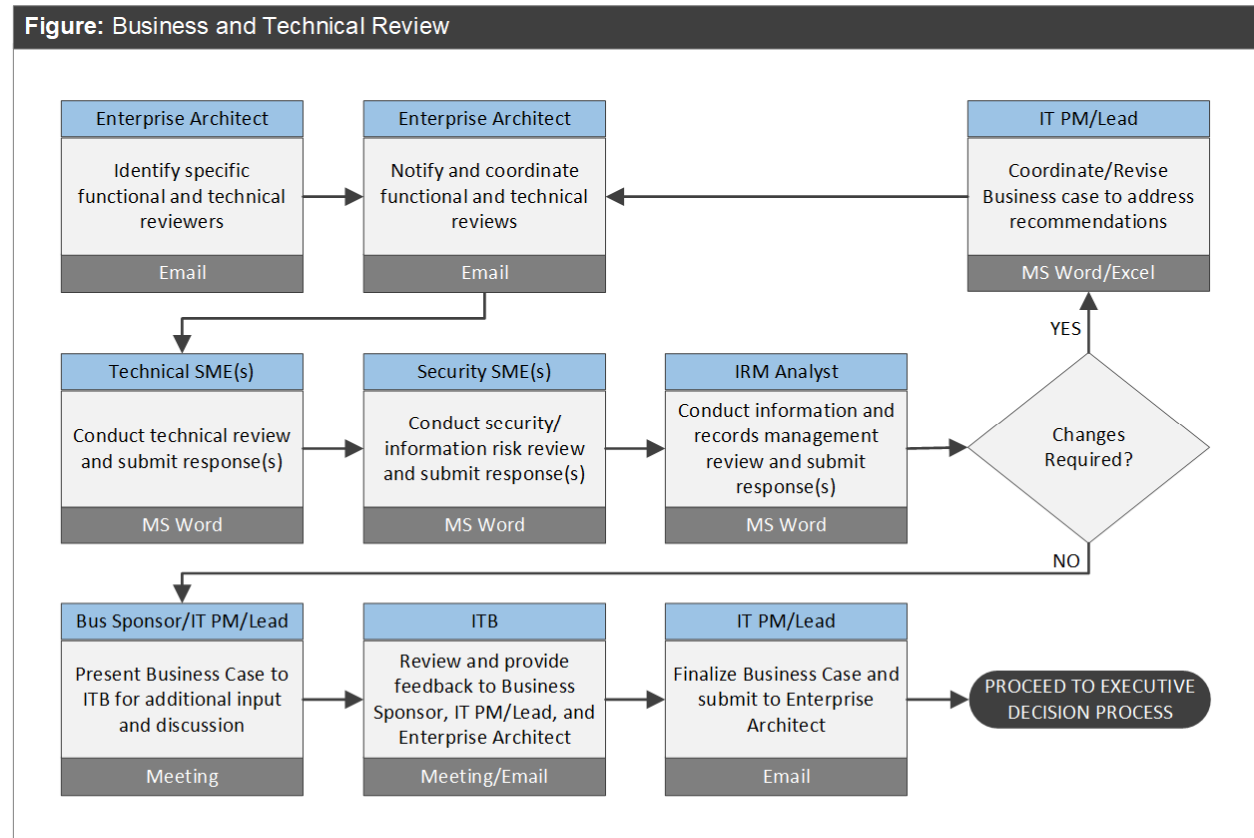 Figure: Business and Technical Review
Enterprise Architect
Identify specific
functional and technical
reviewers
Email
Enterprise Architect
Notify and coordinate
functional and technical
reviews
Email
IT PM/Lead
Coordinate/Revise
Business case to address
recommendations
MS Word/Excel
Technical SME(s)
Conduct technical review
and submit response(s)
MS Word
Security SME(s)
Conduct security/
information risk review
and submit response(s)
MS Word
IRM Analyst
Conduct information and
records management
review and submit
response(s)
MS Word
Changes
Required?
YES
NO
Bus Sponsor/IT PM/Lead
Present Business Case to
ITB for additional input
and discussion
Meeting
ITB
Review and provide
feedback to Business
Sponsor, IT PM/Lead, and
Enterprise Architect
Meeting/Email
IT PM/Lead
Finalize Business Case and
submit to Enterprise
Architect
Email
PROCEED TO EXECUTIVE
DECISION PROCESS